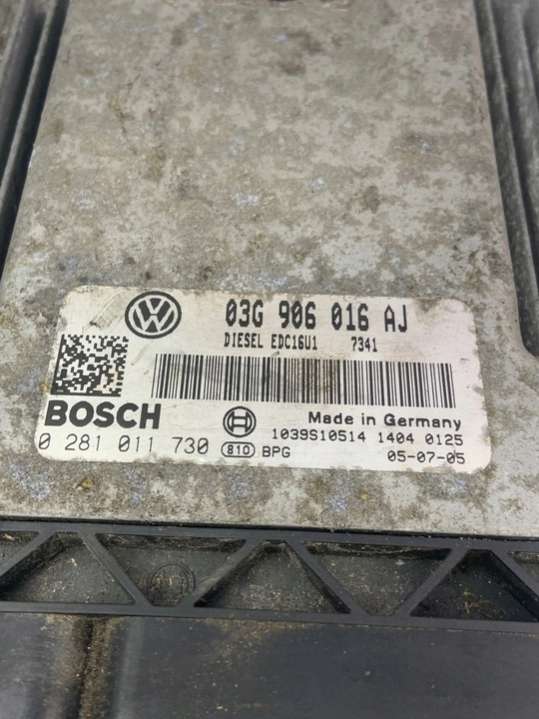 03G 906 016 AJ
DIESEL EDC16U1 7341
BOSCH
Made in Germany
1039S10514 1404 0125
0 281 011 730 810 BPG 05-07-05